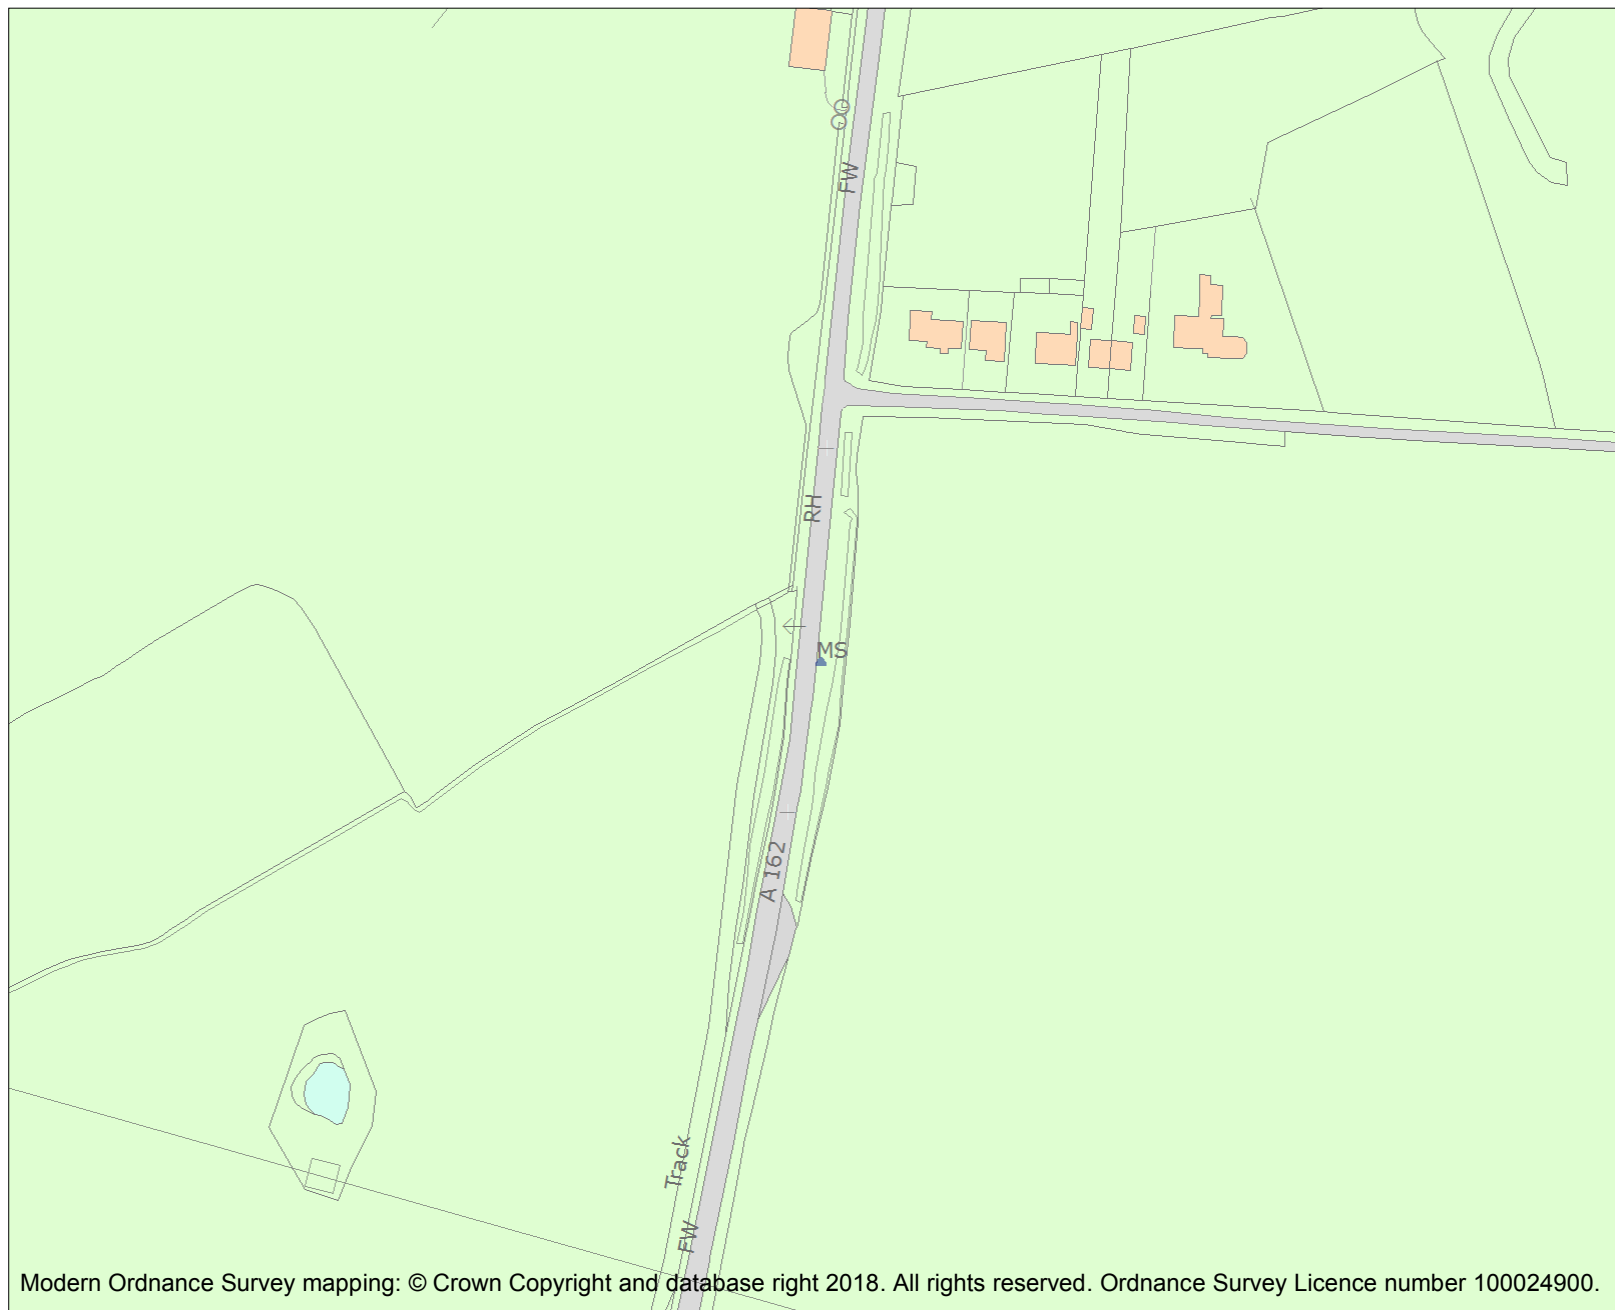 FW
RH
MS
A 162
Track
FW
Modern Ordnance Survey mapping: © Crown Copyright and database right 2018. All rights reserved. Ordnance Survey Licence number 100024900.